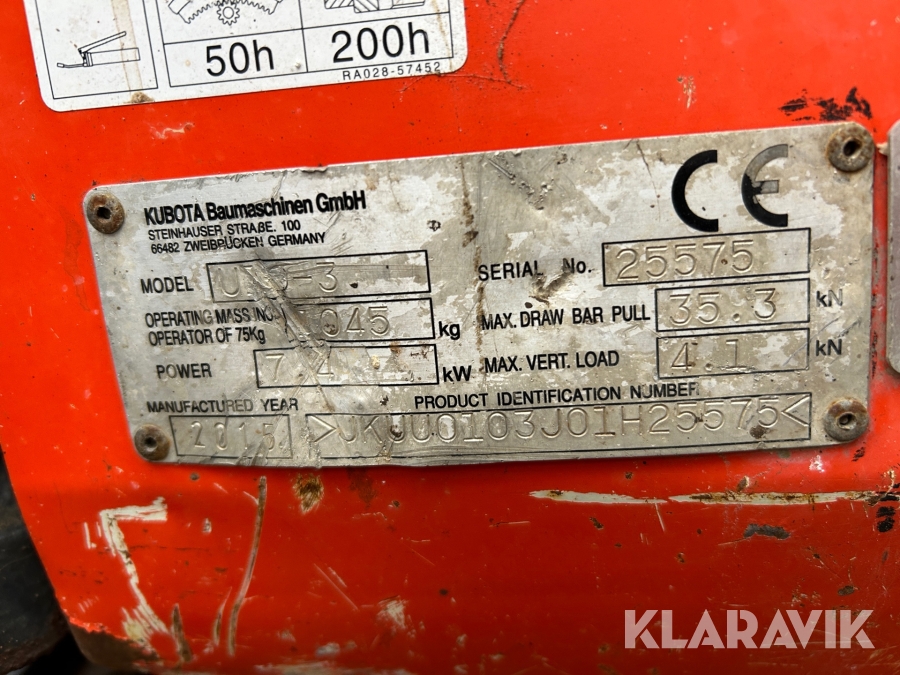 50h
200h
RA028-57452
KUBOTA Baumaschinen GmbH
STEINHAUSER STRAßE. 100
66482 ZWEIBRÜCKEN GERMANY
CE
MODEL
SERIAL No. 25575
OPERATING MASS
OPERATOR OF 75Kg
kg
MAX. DRAW BAR PULL 35.3 kN
POWER
kW
MAX. VERT. LOAD 4.1 kN
MANUFACTURED YEAR
PRODUCT IDENTIFICATION NUMBER
>JKUU0103J01H25575<
KLARAVIK